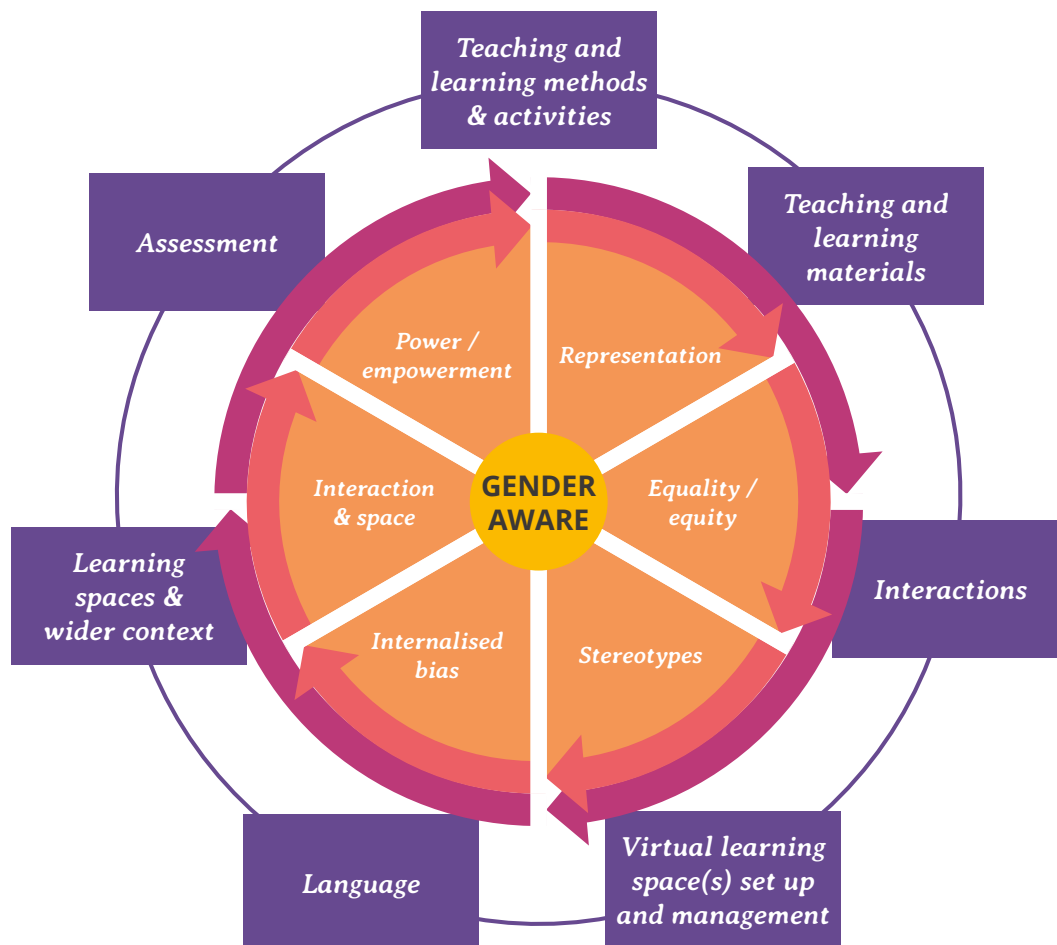 Teaching and
learning methods
& activities
Teaching and
learning
materials
Interactions
Virtual learning
space(s) set up
and management
Language
Learning
spaces &
wider context
Assessment
Representation
Equality /
equity
Stereotypes
Internalised
bias
Interaction
& space
Power /
empowerment
GENDER
AWARE